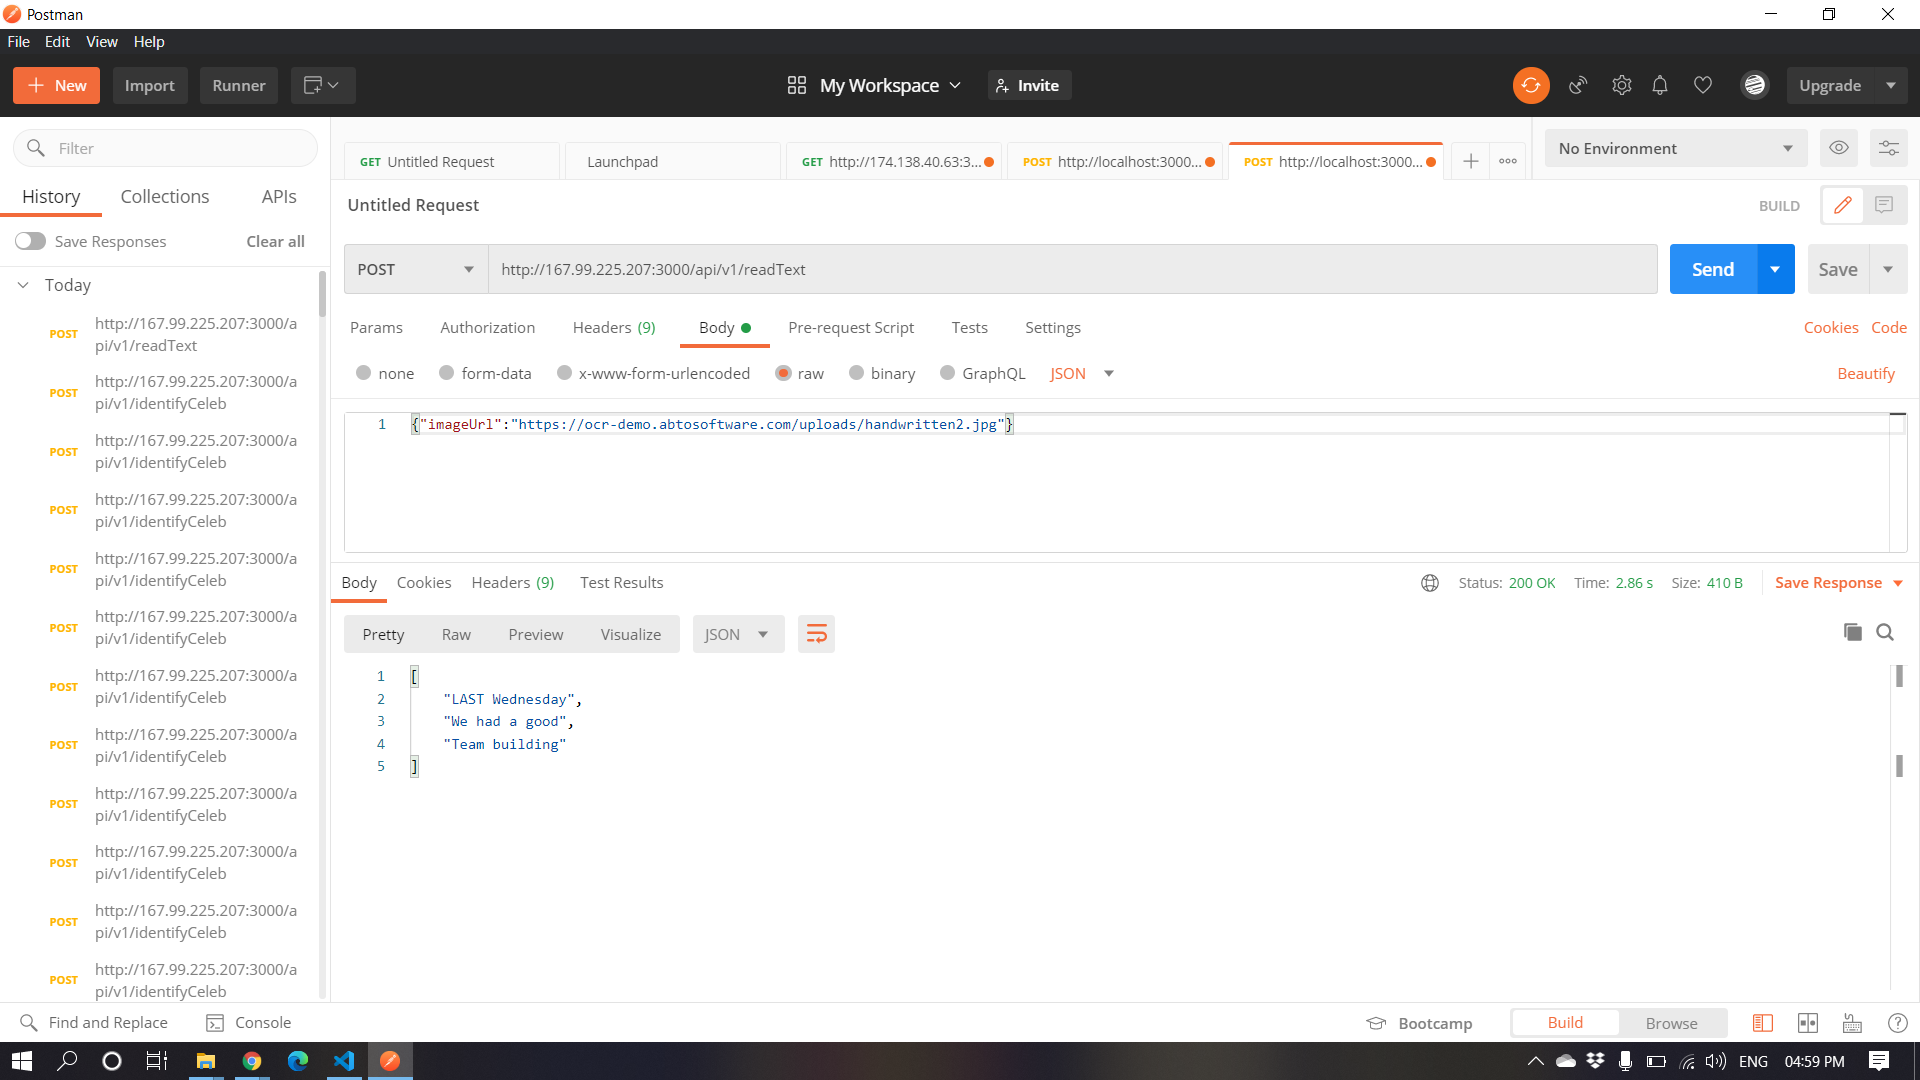 Postman
File Edit View Help
New Import Runner My Workspace Invite Upgrade
Filter
GET Untitled Request
Launchpad
GET http://174.138.40.63:3...
POST http://localhost:3000...
POST http://localhost:3000...
No Environment
History Collections APIs
Untitled Request
BUILD
Save Responses Clear all
POST http://167.99.225.207:3000/api/v1/readText Send Save
Today
POST http://167.99.225.207:3000/a
pi/v1/readText
POST http://167.99.225.207:3000/a
pi/v1/identifyCeleb
POST http://167.99.225.207:3000/a
pi/v1/identifyCeleb
POST http://167.99.225.207:3000/a
pi/v1/identifyCeleb
POST http://167.99.225.207:3000/a
pi/v1/identifyCeleb
POST http://167.99.225.207:3000/a
pi/v1/identifyCeleb
POST http://167.99.225.207:3000/a
pi/v1/identifyCeleb
POST http://167.99.225.207:3000/a
pi/v1/identifyCeleb
POST http://167.99.225.207:3000/a
pi/v1/identifyCeleb
POST http://167.99.225.207:3000/a
pi/v1/identifyCeleb
POST http://167.99.225.207:3000/a
pi/v1/identifyCeleb
POST http://167.99.225.207:3000/a
pi/v1/identifyCeleb
Params Authorization Headers (9) Body Pre-request Script Tests Settings Cookies Code
none form-data x-www-form-urlencoded raw binary GraphQL JSON Beautify
1 {"imageUrl":"https://ocr-demo.abtosoftware.com/uploads/handwritten2.jpg"}
Body Cookies Headers (9) Test Results Status: 200 OK Time: 2.86 s Size: 410 B Save Response
Pretty Raw Preview Visualize JSON
1 [
2 "LAST Wednesday",
3 "We had a good",
4 "Team building"
5 ]
Find and Replace Console Bootcamp Build Browse
ENG 04:59 PM